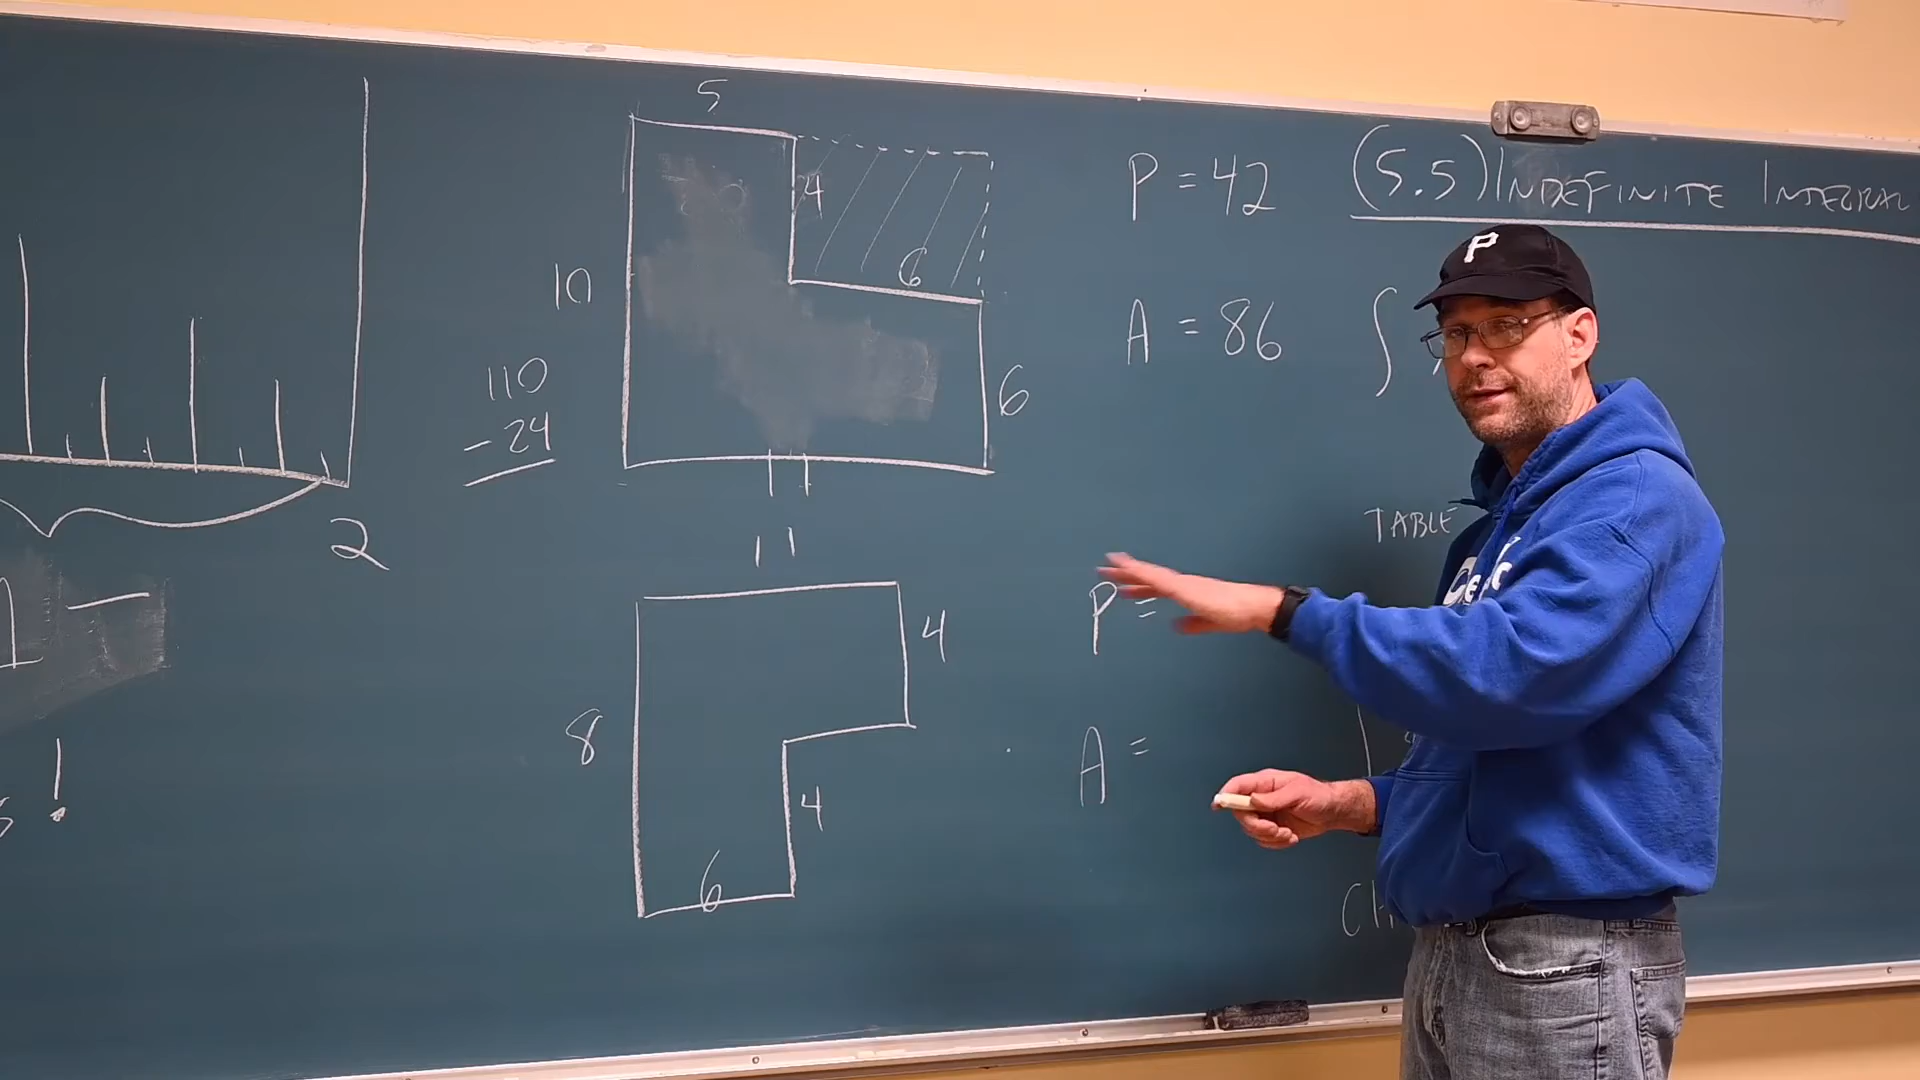 5
4
6
10
6
110
- 24
11
2
P = 42
A = 86
(5.5) INDEFINITE INTEGRAL
∫
TABLE
11
4
8
4
6
P =
A =
!
P